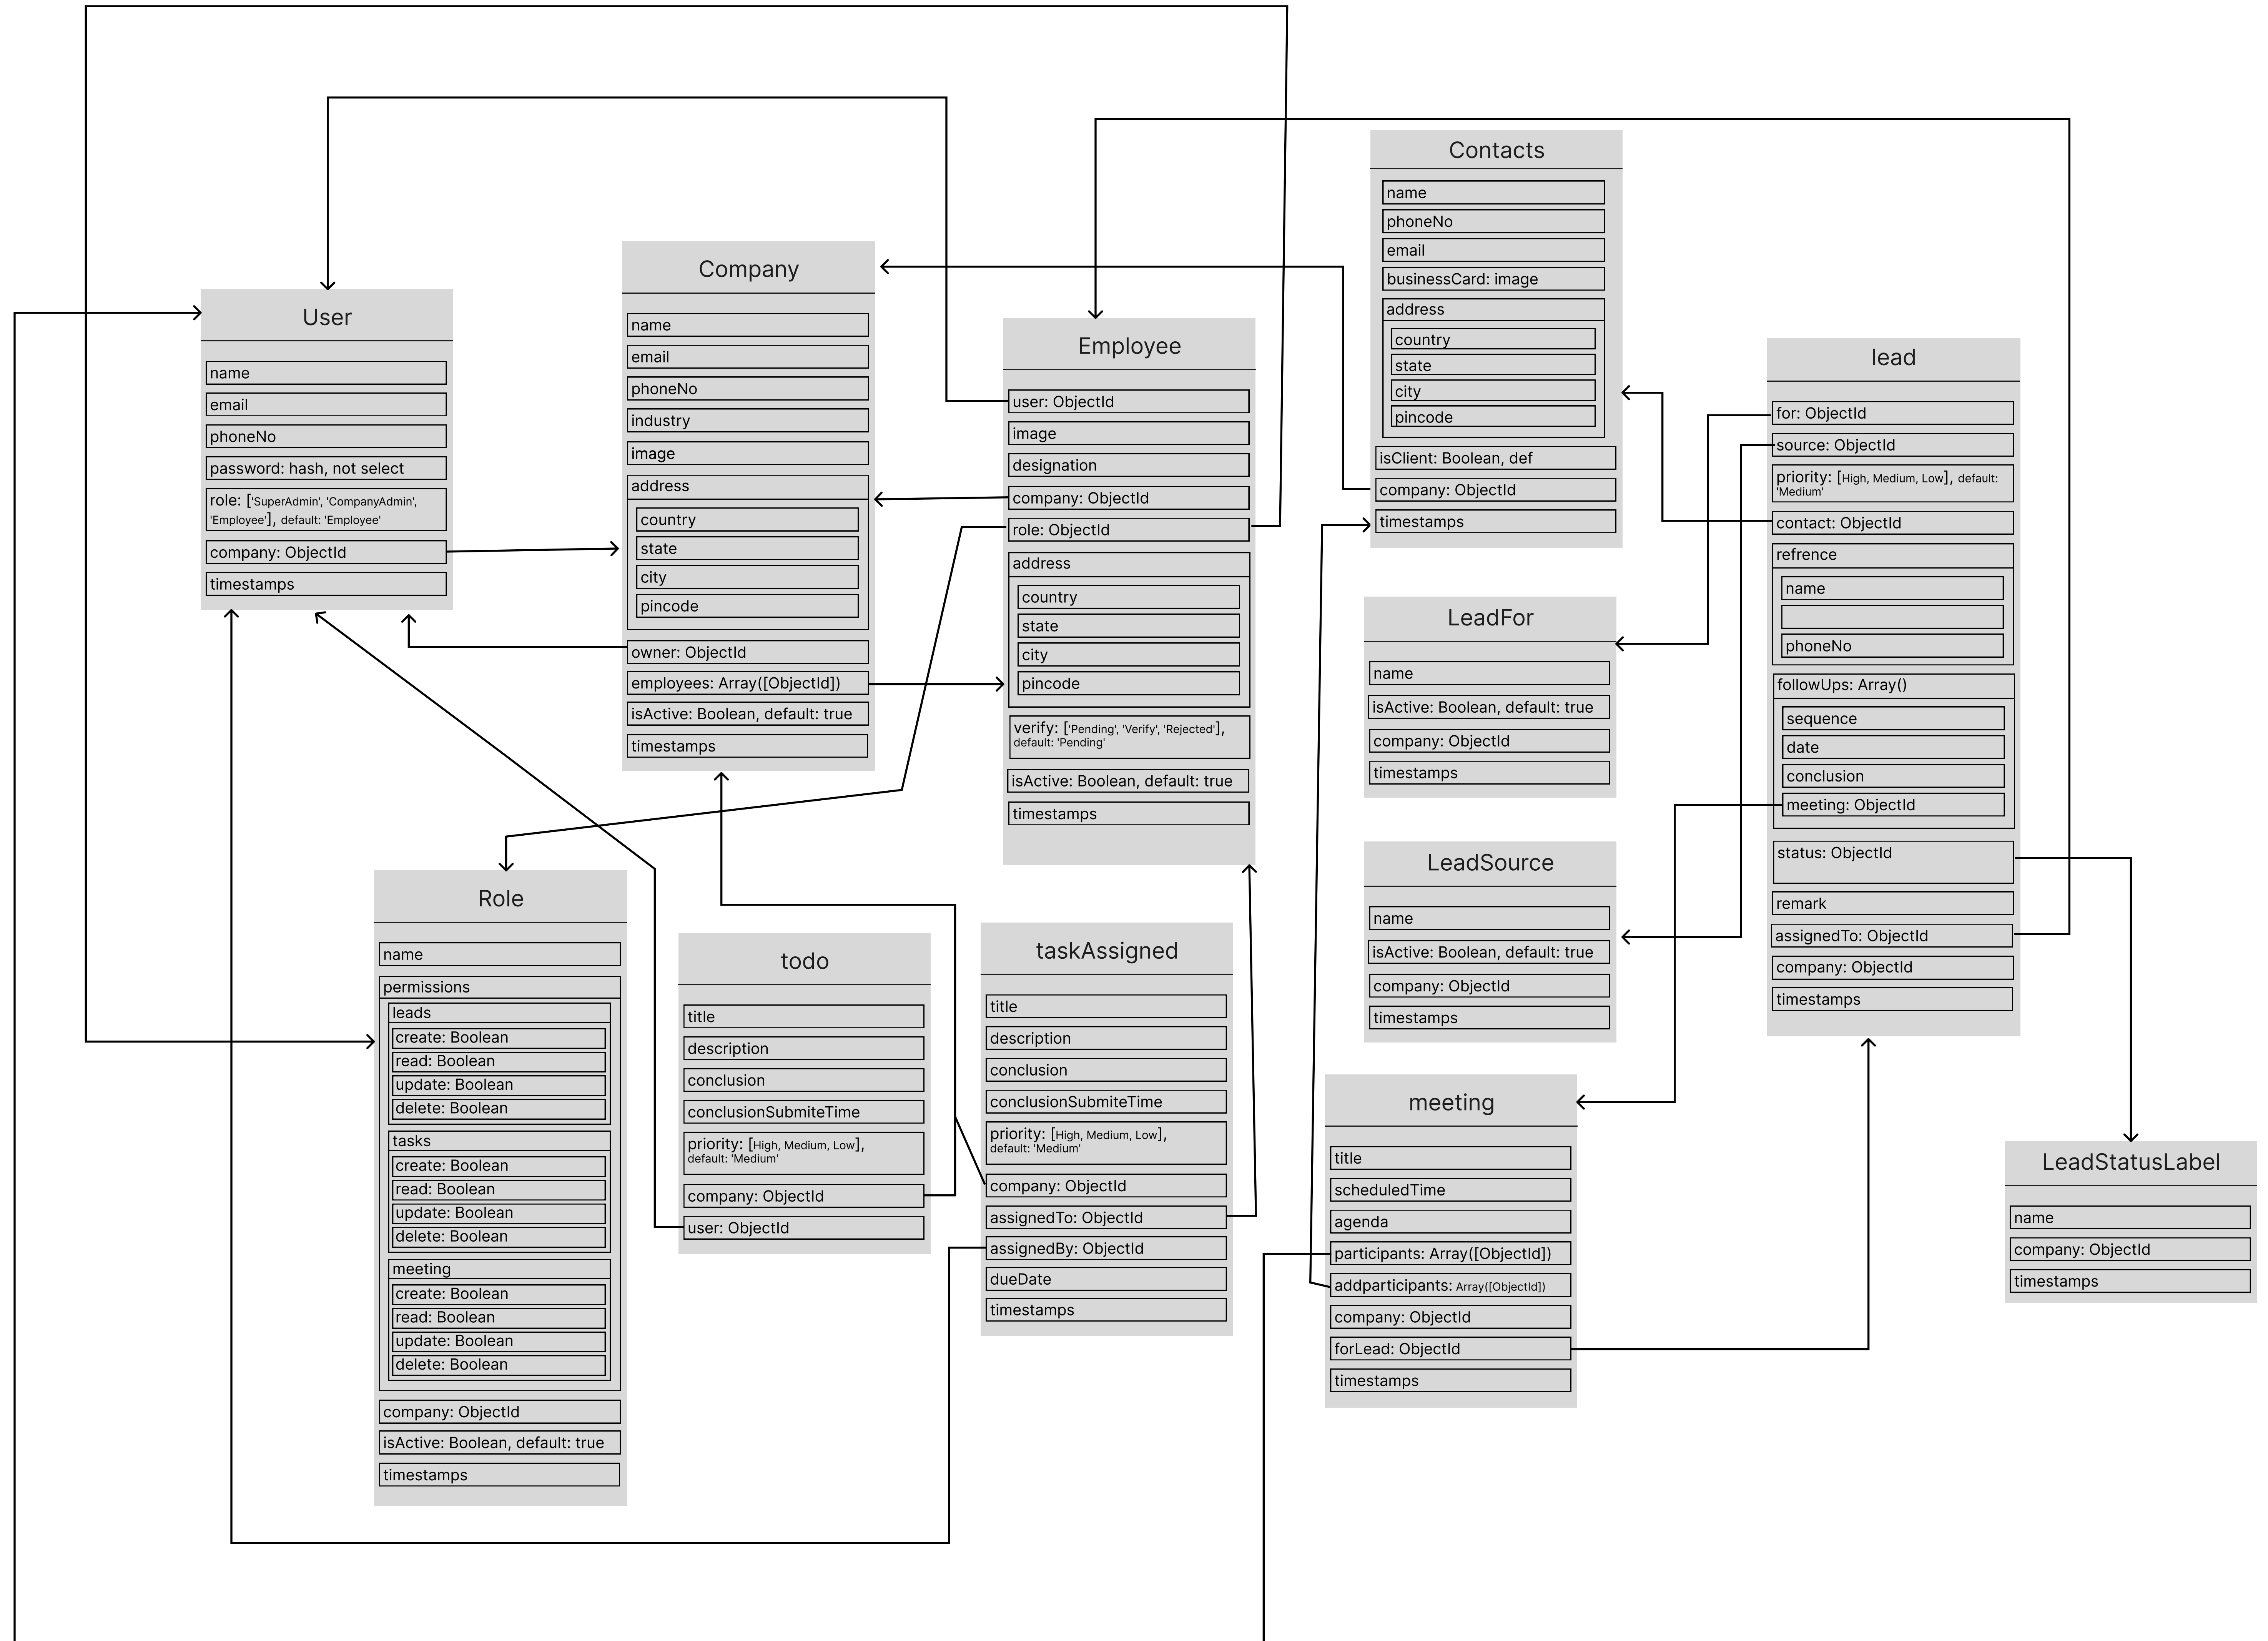 User
name
email
phoneNo
password: hash, not select
role: ['SuperAdmin', 'CompanyAdmin',
'Employee'], default: 'Employee'
company: ObjectId
timestamps
Company
name
email
phoneNo
industry
image
address
country
state
city
pincode
owner: ObjectId
employees: Array([ObjectId])
isActive: Boolean, default: true
timestamps
Employee
user: ObjectId
image
designation
company: ObjectId
role: ObjectId
address
country
state
city
pincode
verify: ['Pending', 'Verify', 'Rejected'],
default: 'Pending'
isActive: Boolean, default: true
timestamps
Contacts
name
phoneNo
email
businessCard: image
address
country
state
city
pincode
isClient: Boolean, def
company: ObjectId
timestamps
lead
for: ObjectId
source: ObjectId
priority: [High, Medium, Low], default:
'Medium'
contact: ObjectId
refrence
name
phoneNo
followUps: Array()
sequence
date
conclusion
meeting: ObjectId
status: ObjectId
remark
assignedTo: ObjectId
company: ObjectId
timestamps
LeadFor
name
isActive: Boolean, default: true
company: ObjectId
timestamps
LeadSource
name
isActive: Boolean, default: true
company: ObjectId
timestamps
Role
name
permissions
leads
create: Boolean
read: Boolean
update: Boolean
delete: Boolean
tasks
create: Boolean
read: Boolean
update: Boolean
delete: Boolean
meeting
create: Boolean
read: Boolean
update: Boolean
delete: Boolean
company: ObjectId
isActive: Boolean, default: true
timestamps
todo
title
description
conclusion
conclusionSubmiteTime
priority: [High, Medium, Low],
default: 'Medium'
company: ObjectId
user: ObjectId
taskAssigned
title
description
conclusion
conclusionSubmiteTime
priority: [High, Medium, Low],
default: 'Medium'
company: ObjectId
assignedTo: ObjectId
assignedBy: ObjectId
dueDate
timestamps
meeting
title
scheduledTime
agenda
participants: Array([ObjectId])
addparticipants: Array([ObjectId])
company: ObjectId
forLead: ObjectId
timestamps
LeadStatusLabel
name
company: ObjectId
timestamps